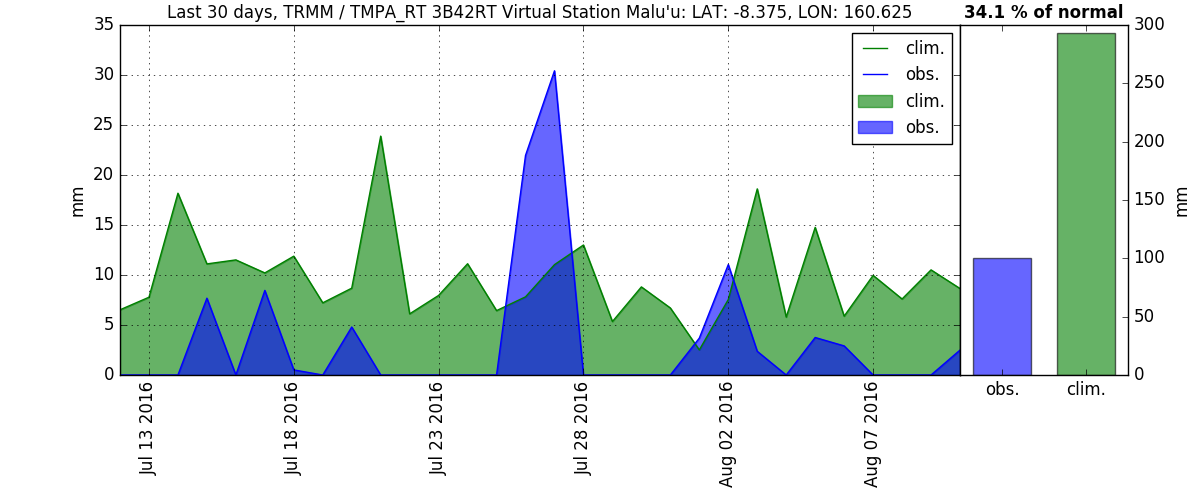 Last 30 days, TRMM / TMPA_RT 3B42RT Virtual Station Malu'u: LAT: -8.375, LON: 160.625
34.1 % of normal
35
30
25
20
15
10
5
0
mm
clim.
obs.
clim.
obs.
Jul 13 2016
Jul 18 2016
Jul 23 2016
Jul 28 2016
Aug 02 2016
Aug 07 2016
300
250
200
150
100
50
0
mm
obs.
clim.